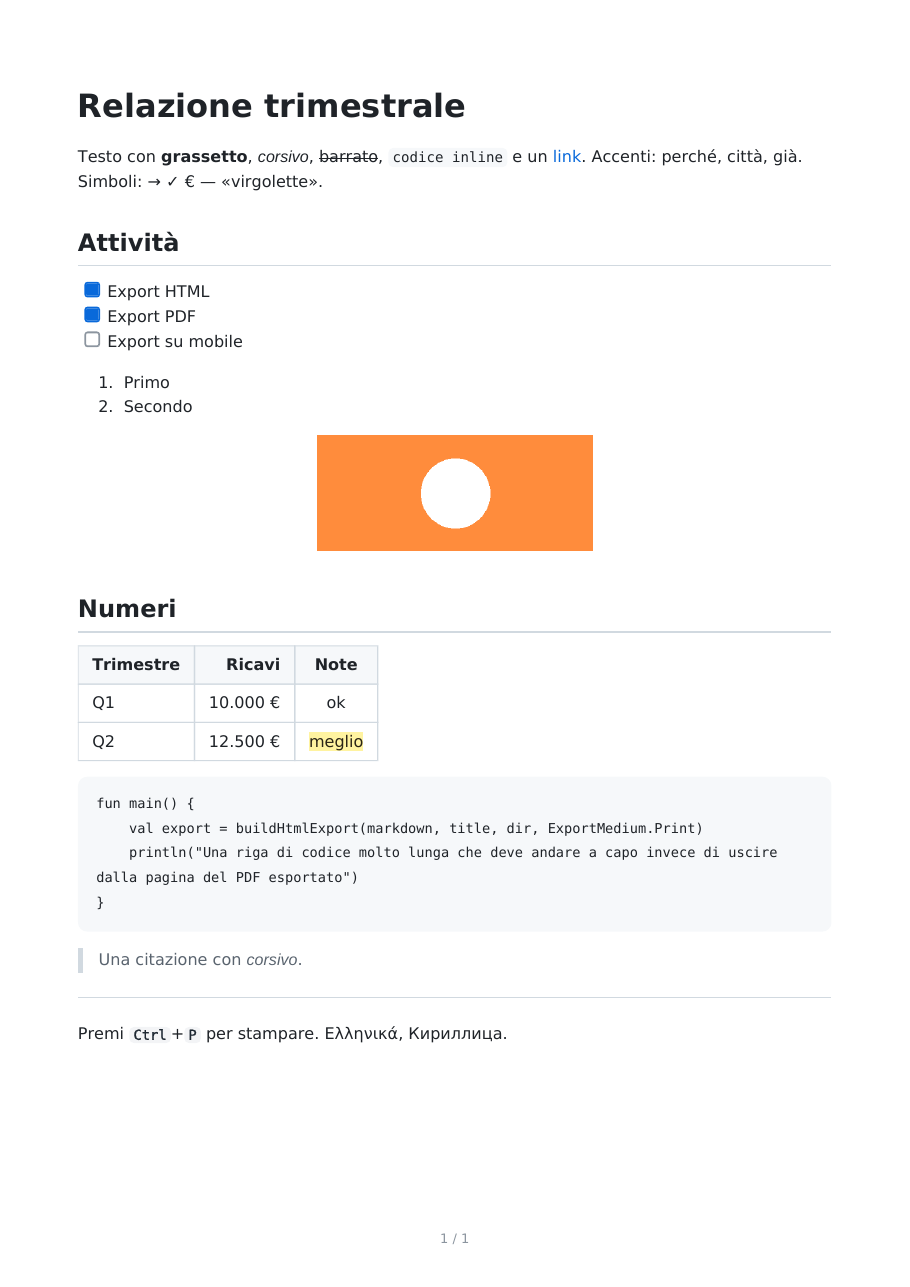 Relazione trimestrale
Testo con grassetto, corsivo, barrato, codice inline e un link. Accenti: perché, città, già.
Simboli: → ✓ € — «virgolette».
Attività
Export HTML
Export PDF
Export su mobile
1. Primo
2. Secondo
Numeri
Trimestre Ricavi Note
Q1 10.000 € ok
Q2 12.500 € meglio
fun main() {
    val export = buildHtmlExport(markdown, title, dir, ExportMedium.Print)
    println("Una riga di codice molto lunga che deve andare a capo invece di uscire
dalla pagina del PDF esportato")
}
Una citazione con corsivo.
Premi Ctrl+P per stampare. Ελληνικά, Кириллица.
1 / 1